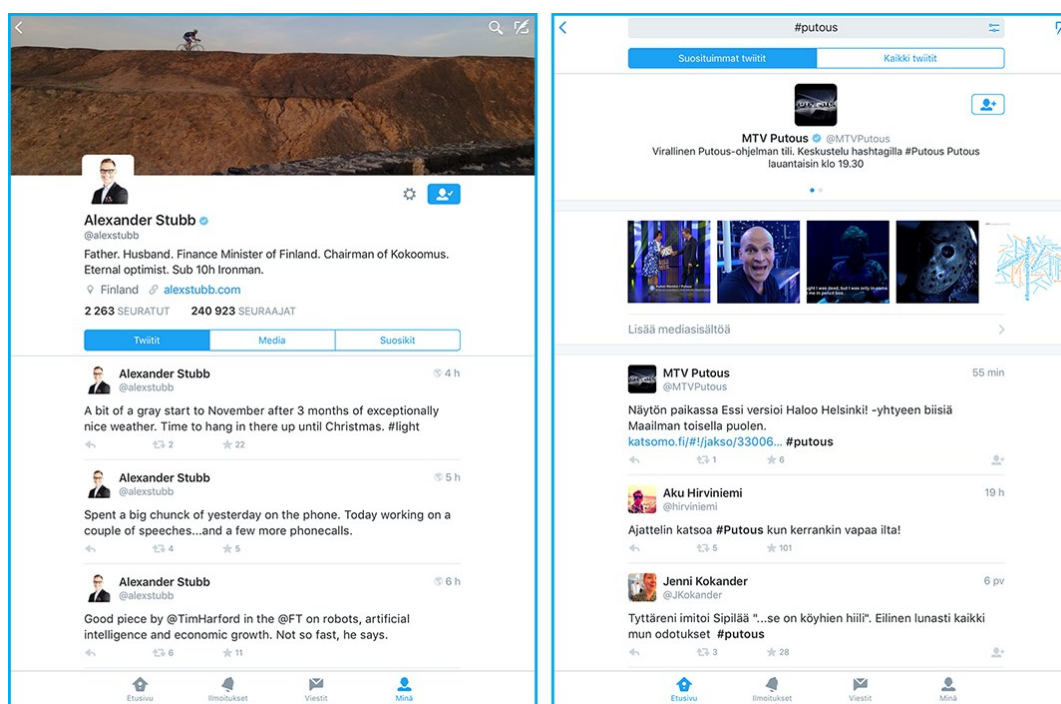 Alexander Stubb
@alexstubb
Father. Husband. Finance Minister of Finland. Chairman of Kokoomus.
Eternal optimist. Sub 10h Ironman.
Finland alexstubb.com
2 263 SEURATUT 240 923 SEURAAJAT
Twiitit Media Suosikit
Alexander Stubb 4 h
@alexstubb
A bit of a gray start to November after 3 months of exceptionally
nice weather. Time to hang in there up until Christmas. #light
2 22
Alexander Stubb 5 h
@alexstubb
Spent a big chunck of yesterday on the phone. Today working on a
couple of speeches...and a few more phonecalls.
4 5
Alexander Stubb 6 h
@alexstubb
Good piece by @TimHarford in the @FT on robots, artificial
intelligence and economic growth. Not so fast, he says.
6 11
Etusivu Ilmoitukset Viestit Minä
#putous
Suosituimmat twiitit Kaikki twiitit
MTV Putous @MTVPutous
Virallinen Putous-ohjelman tili. Keskustelu hashtagilla #Putous Putous
lauantaisin klo 19.30
Lisää mediasisältöä
MTV Putous 55 min
@MTVPutous
Näytön paikassa Essi versioi Haloo Helsinki! -yhtyeen biisiä
Maailman toisella puolen.
katsomo.fi/#!/jakso/33006... #putous
1 6
Aku Hirviniemi 19 h
@hirviniemi
Ajattelin katsoa #Putous kun kerrankin vapaa ilta!
5 101
Jenni Kokander 6 pv
@JKokander
Tyttäreni imitoi Sipilää "...se on köyhien hiili". Eilinen lunasti kaikki
mun odotukset #putous
3 28
Etusivu Ilmoitukset Viestit Minä